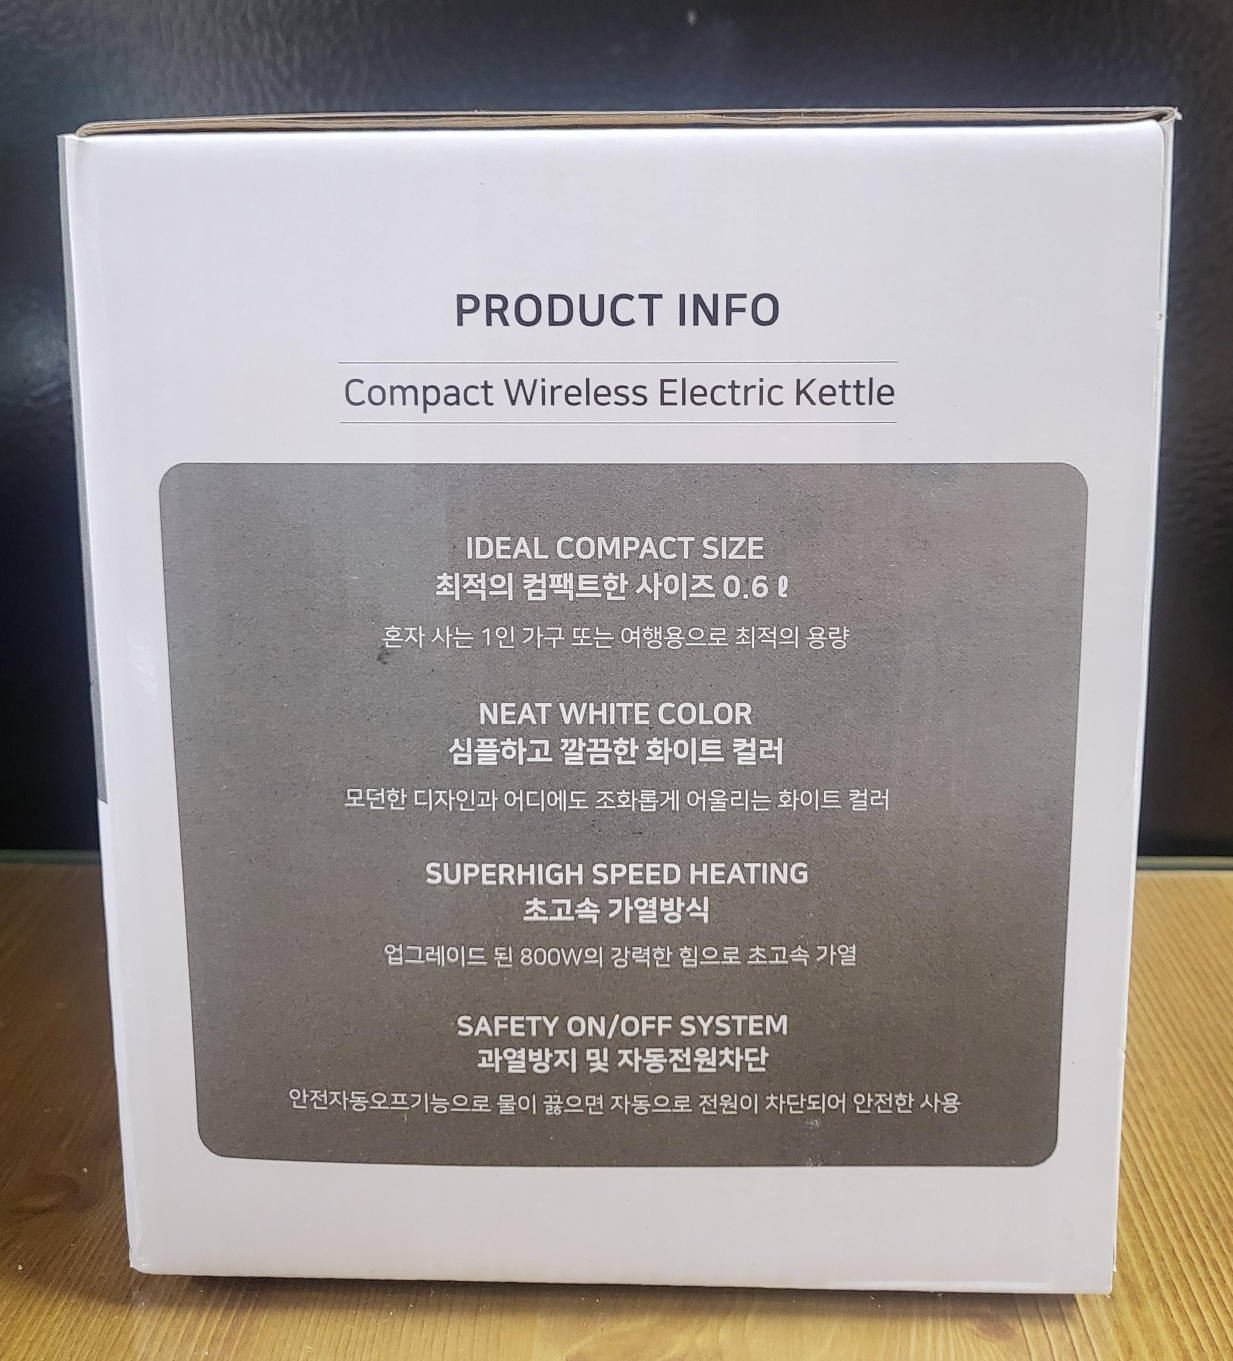 PRODUCT INFO
Compact Wireless Electric Kettle
IDEAL COMPACT SIZE
최적의 컴팩트한 사이즈 0.6 ℓ
혼자 사는 1인 가구 또는 여행용으로 최적의 용량
NEAT WHITE COLOR
심플하고 깔끔한 화이트 컬러
모던한 디자인과 어디에도 조화롭게 어울리는 화이트 컬러
SUPERHIGH SPEED HEATING
초고속 가열방식
업그레이드 된 800W의 강력한 힘으로 초고속 가열
SAFETY ON/OFF SYSTEM
과열방지 및 자동전원차단
안전자동오프기능으로 물이 끓으면 자동으로 전원이 차단되어 안전한 사용